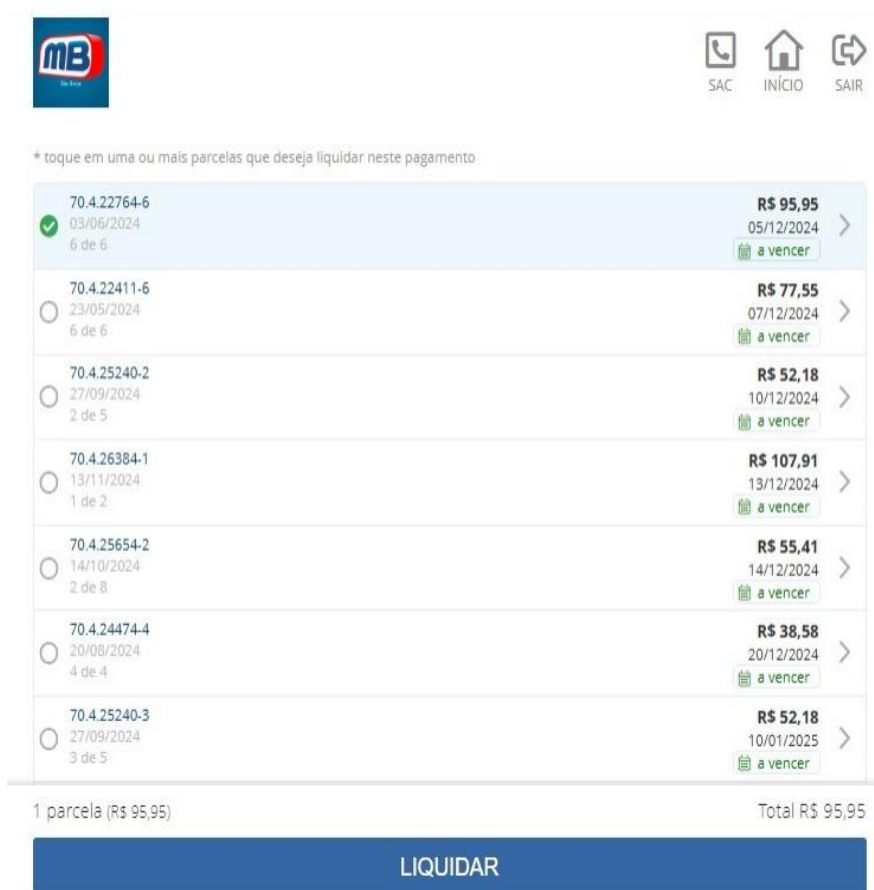 MB
SAC
INÍCIO
SAIR
* toque em uma ou mais parcelas que deseja liquidar neste pagamento
70.4.22764-6
R$ 95,95
03/06/2024
05/12/2024
6 de 6
a vencer
70.4.22411-6
R$ 77,55
23/05/2024
07/12/2024
6 de 6
a vencer
70.4.25240-2
R$ 52,18
27/09/2024
10/12/2024
2 de 5
a vencer
70.4.26384-1
R$ 107,91
13/11/2024
13/12/2024
1 de 2
a vencer
70.4.25654-2
R$ 55,41
14/10/2024
14/12/2024
2 de 8
a vencer
70.4.24474-4
R$ 38,58
20/08/2024
20/12/2024
4 de 4
a vencer
70.4.25240-3
R$ 52,18
27/09/2024
10/01/2025
3 de 5
a vencer
1 parcela (R$ 95,95)
Total R$ 95,95
LIQUIDAR